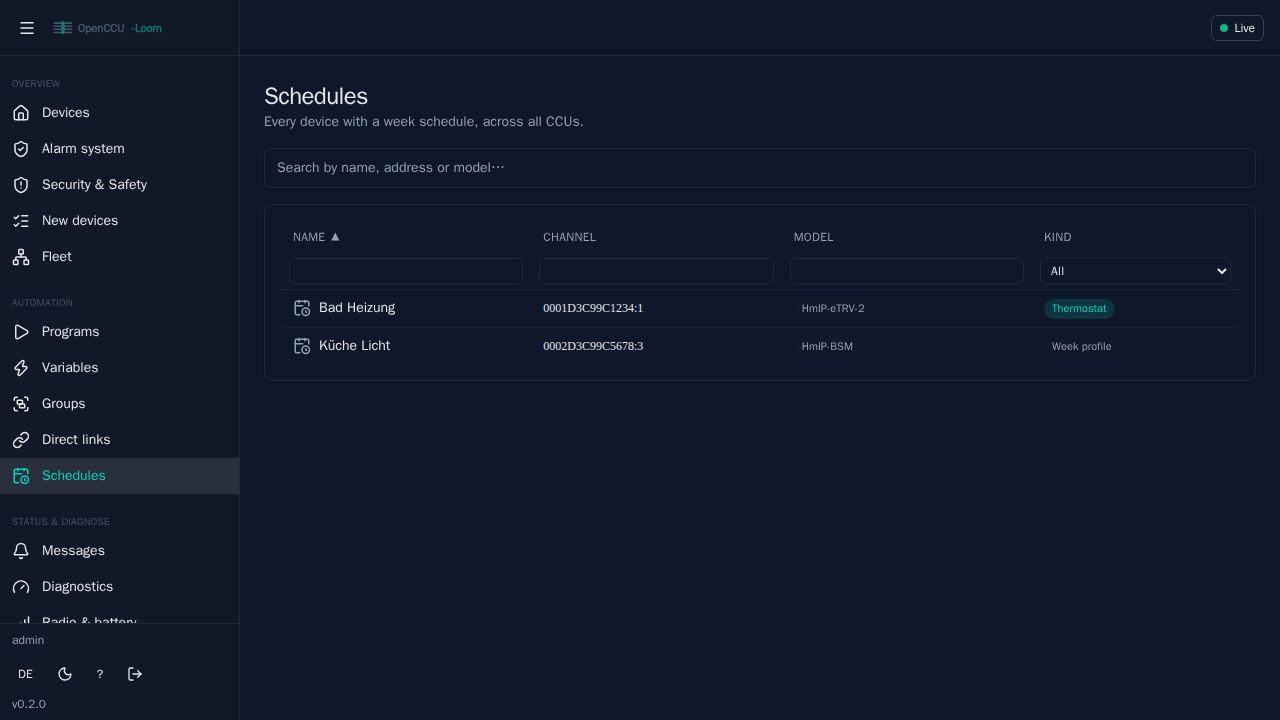 OpenCCU -Loom
Live
OVERVIEW
Devices
Alarm system
Security & Safety
New devices
Fleet
AUTOMATION
Programs
Variables
Groups
Direct links
Schedules
STATUS & DIAGNOSE
Messages
Diagnostics
Radio & battery
admin
DE ?
v0.2.0
Schedules
Every device with a week schedule, across all CCUs.
Search by name, address or model…
NAME ▲ CHANNEL MODEL KIND
All
Bad Heizung 0001D3C99C1234:1 HmIP-eTRV-2 Thermostat
Küche Licht 0002D3C99C5678:3 HmIP-BSM Week profile